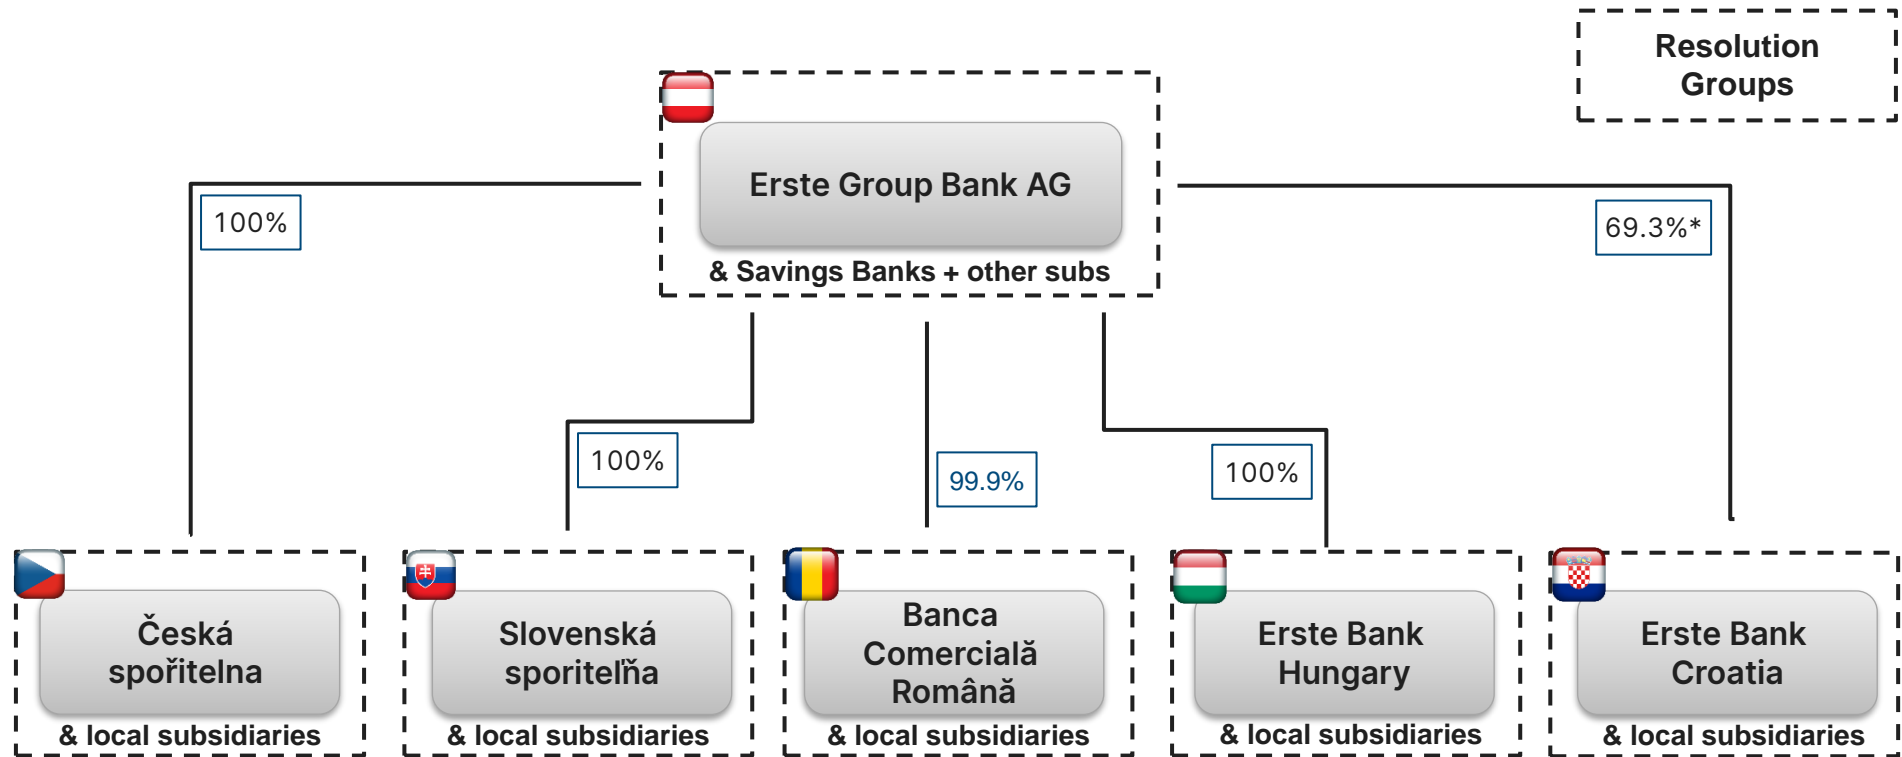 Resolution
Groups
Erste Group Bank AG
& Savings Banks + other subs
100%
69.3%*
100%
99.9%
100%
Česká
spořitelna
& local subsidiaries
Slovenská
sporiteľňa
& local subsidiaries
Banca
Comercială
Română
& local subsidiaries
Erste Bank
Hungary
& local subsidiaries
Erste Bank
Croatia
& local subsidiaries